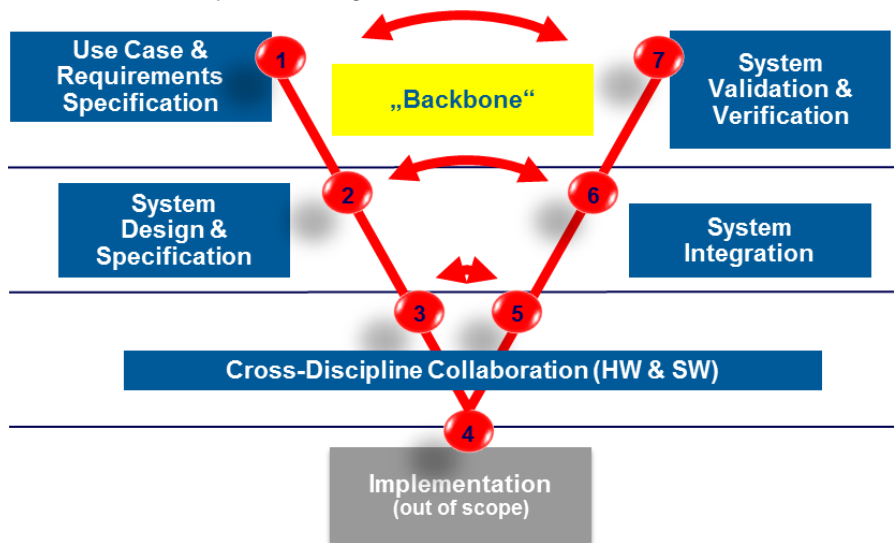 Use Case &
Requirements
Specification
1
„Backbone“
7
System
Validation &
Verification
2
6
System
Design &
Specification
System
Integration
3
5
Cross-Discipline Collaboration (HW & SW)
4
Implementation
(out of scope)